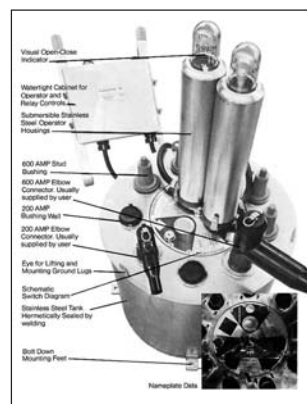 Visual Open-Close
Indicator
Watertight Cabinet for
Operator and
Relay Controls
Submersible Stainless
Steel Operator
Housings
600 AMP Stud
Bushing
600 AMP Elbow
Connector. Usually
supplied by user
200 AMP
Bushing Well
200 AMP Elbow
Connector. Usually
supplied by user
Eye for Lifting and
Mounting Ground Lugs
Schematic
Switch Diagram
Stainless Steel Tank
Hermetically Sealed by
welding
Bolt Down
Mounting Feet
Nameplate Data